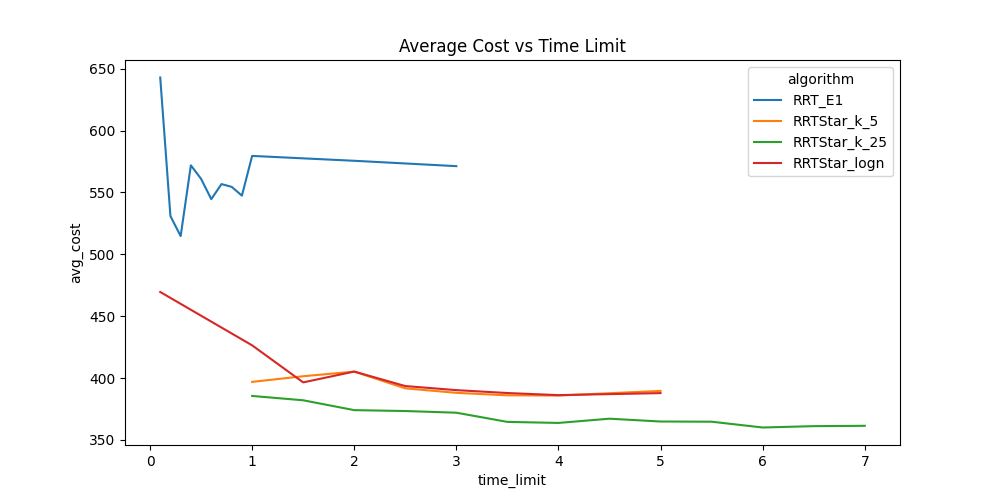 Average Cost vs Time Limit
algorithm
RRT_E1
RRTStar_k_5
RRTStar_k_25
RRTStar_logn
avg_cost
650
600
550
500
450
400
350
0 1 2 3 4 5 6 7
time_limit